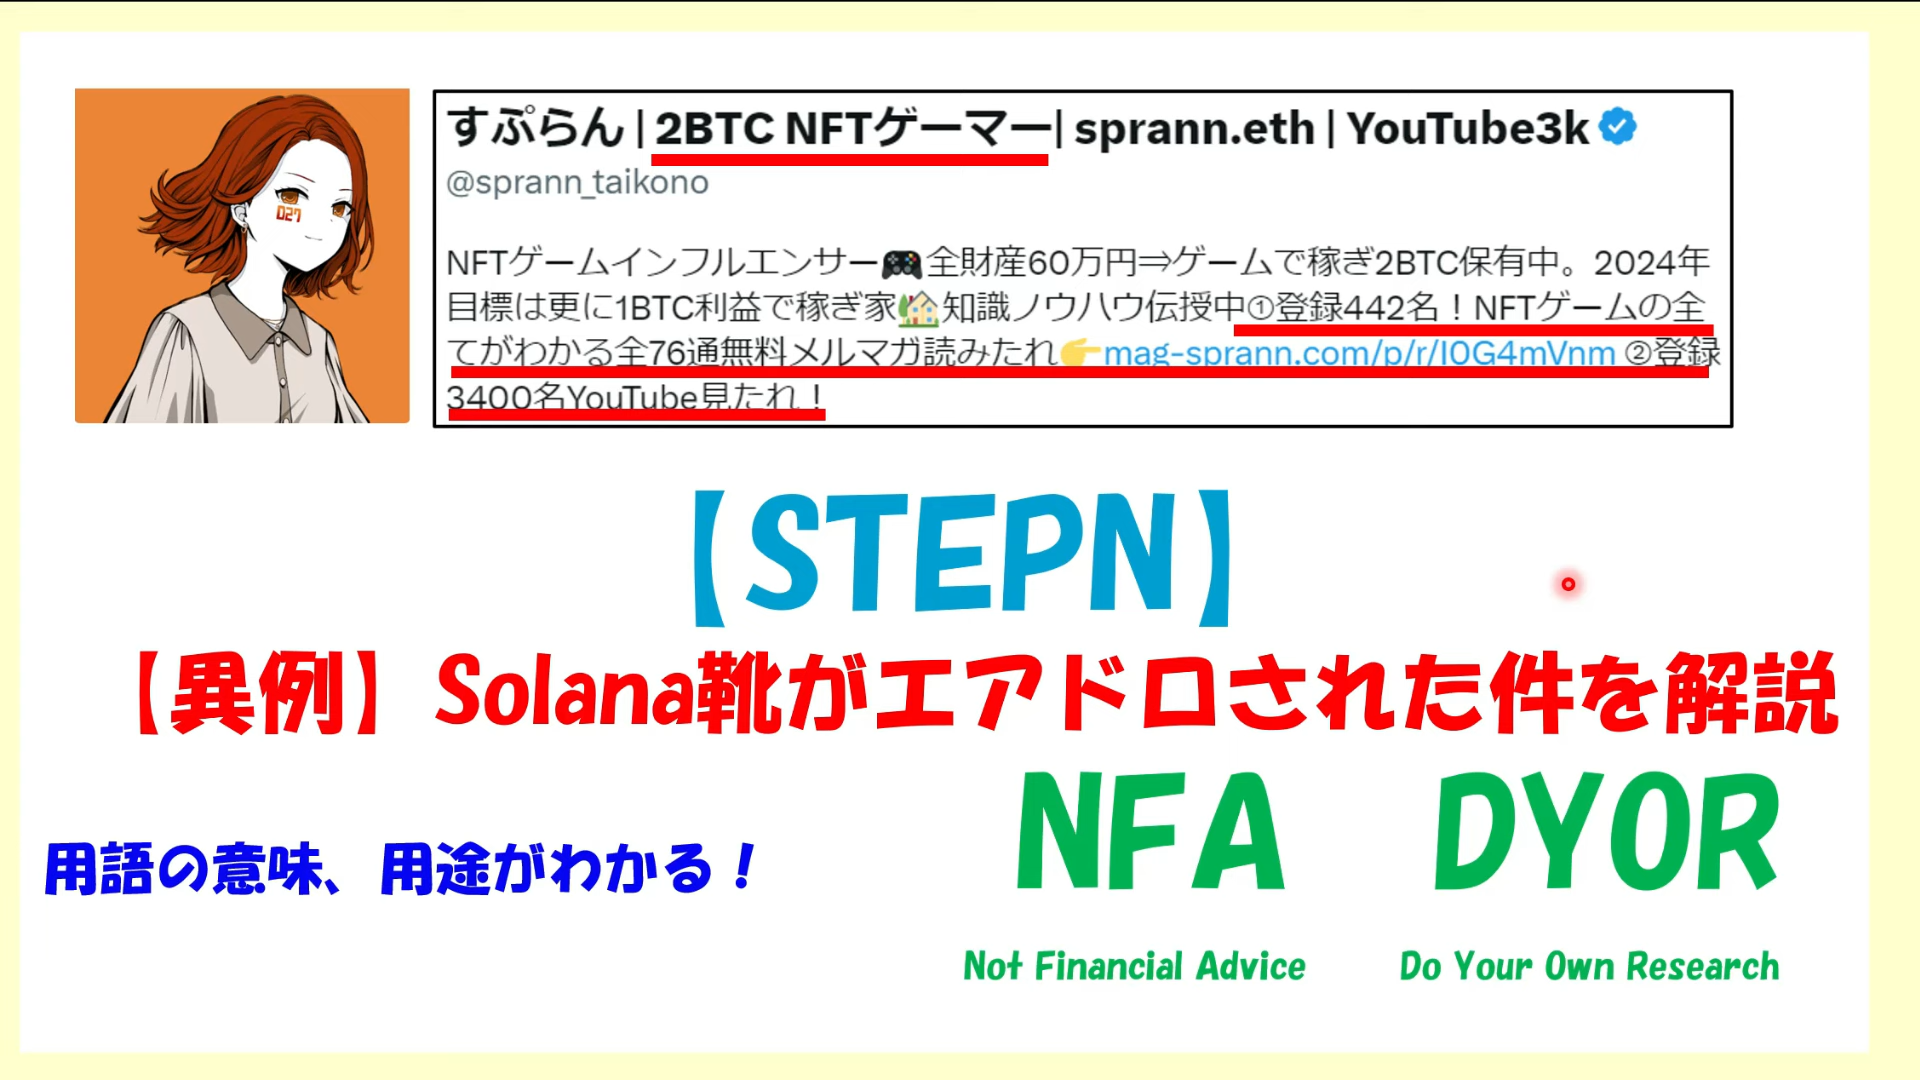 すぷらん | 2BTC NFTゲーマー| sprann.eth | YouTube3k
@sprann_taikono
NFTゲームインフルエンサー🎮全財産60万円⇒ゲームで稼ぎ2BTC保有中。2024年
目標は更に1BTC利益で稼ぎ家🏡知識ノウハウ伝授中①登録442名！NFTゲームの全
てがわかる全76通無料メルマガ読みたれ👉mag-sprann.com/p/r/I0G4mVnm ②登録
3400名YouTube見たれ！
D27
【STEPN】
【異例】Solana靴がエアドロされた件を解説
用語の意味、用途がわかる！
NFA DYOR
Not Financial Advice Do Your Own Research